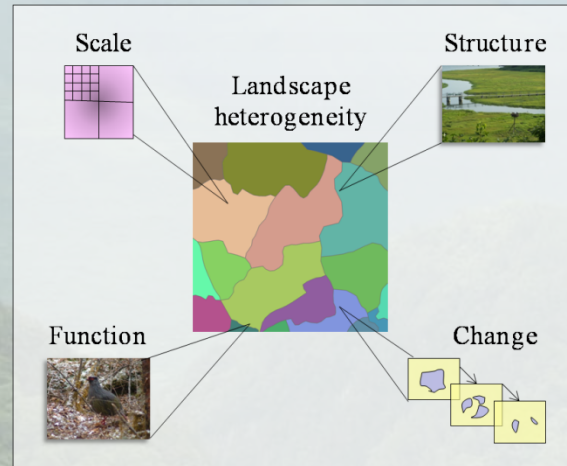 Scale
Structure
Landscape
heterogeneity
Function
Change